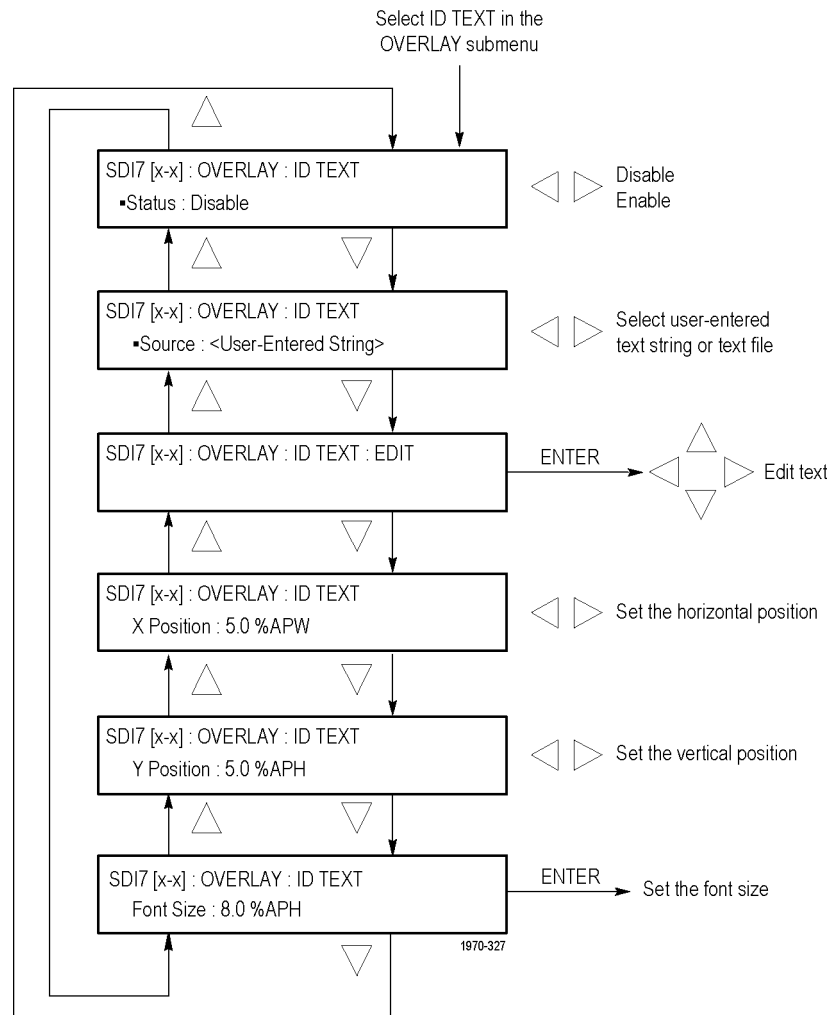 Select ID TEXT in the
OVERLAY submenu
SDI7 [x-x] : OVERLAY : ID TEXT
▪Status : Disable
Disable
Enable
SDI7 [x-x] : OVERLAY : ID TEXT
▪Source : <User-Entered String>
Select user-entered
text string or text file
SDI7 [x-x] : OVERLAY : ID TEXT : EDIT
ENTER
Edit text
SDI7 [x-x] : OVERLAY : ID TEXT
X Position : 5.0 %APW
Set the horizontal position
SDI7 [x-x] : OVERLAY : ID TEXT
Y Position : 5.0 %APH
Set the vertical position
SDI7 [x-x] : OVERLAY : ID TEXT
Font Size : 8.0 %APH
ENTER
Set the font size
1970-327